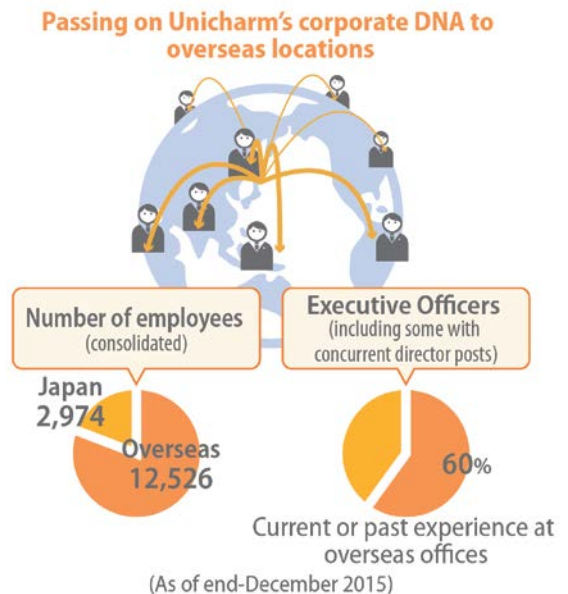 Passing on Unicharm's corporate DNA to
overseas locations
Number of employees
(consolidated)
Japan
2,974
Overseas
12,526
Executive Officers
(including some with
concurrent director posts)
60%
Current or past experience at
overseas offices
(As of end-December 2015)